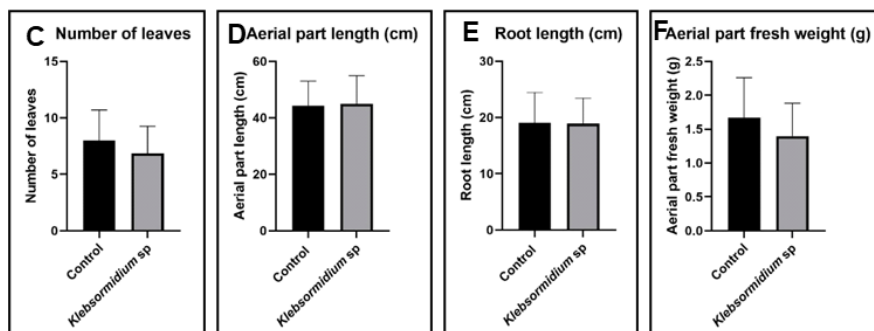 C Number of leaves
15
10
5
0
Number of leaves
Control
Klebsormidium sp
D Aerial part length (cm)
60
40
20
0
Aerial part length (cm)
Control
Klebsormidium sp
E Root length (cm)
30
20
10
0
Root length (cm)
Control
Klebsormidium sp
F Aerial part fresh weight (g)
2.5
2.0
1.5
1.0
0.5
0.0
Aerial part fresh weight (g)
Control
Klebsormidium sp